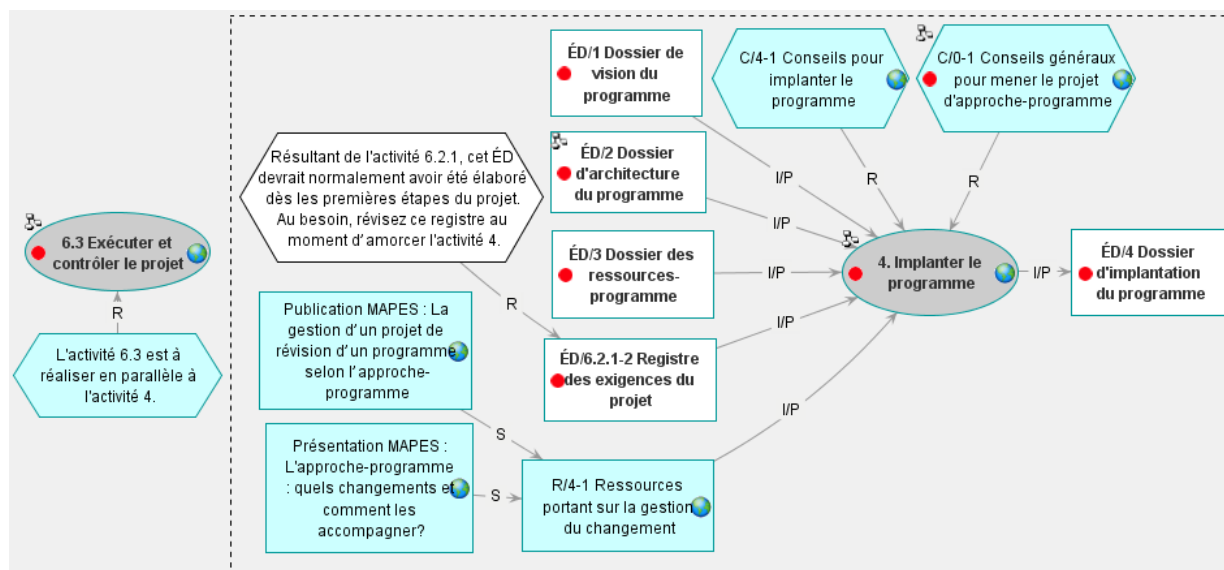 6.3 Exécuter et
contrôler le projet
R
L'activité 6.3 est à
réaliser en parallèle à
l'activité 4.
Résultant de l'activité 6.2.1, cet ÉD
devrait normalement avoir été élaboré
dès les premières étapes du projet.
Au besoin, révisez ce registre au
moment d'amorcer l'activité 4.
R
Publication MAPES : La
gestion d'un projet de
révision d'un programme
selon l'approche-
programme
S
Présentation MAPES :
L'approche-programme
: quels changements et
comment les
accompagner?
S
ÉD/1 Dossier de
vision du
programme
I/P
ÉD/2 Dossier
d'architecture
du programme
I/P
ÉD/3 Dossier des
ressources-
programme
I/P
ÉD/6.2.1-2 Registre
des exigences du
projet
I/P
R/4-1 Ressources
portant sur la gestion
du changement
I/P
C/4-1 Conseils pour
implanter le
programme
R
C/0-1 Conseils généraux
pour mener le projet
d'approche-programme
R
4. Implanter le
programme
I/P
ÉD/4 Dossier
d'implantation
du programme